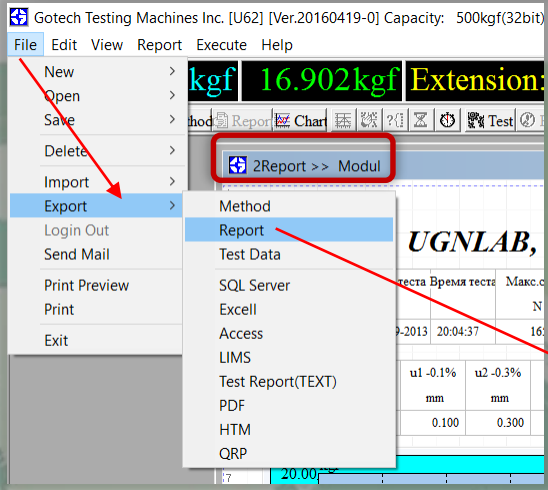 Gotech Testing Machines Inc. [U62] [Ver.20160419-0] Capacity: 500kgf(32bit)
File Edit View Report Execute Help
New
Open
Save
Delete
Import
Export
Login Out
Send Mail
Print Preview
Print
Exit
kgf 16.902kgf Extension:
Report Chart Test
2Report >> Modul
Method
Report
Test Data
SQL Server
Excell
Access
LIMS
Test Report(TEXT)
PDF
HTM
QRP
UGNLAB,
теста Время теста Макс.с
N
9-2013 20:04:37 16:
u1 -0.1% u2 -0.3%
mm mm
0.100 0.300
20.00 kgf